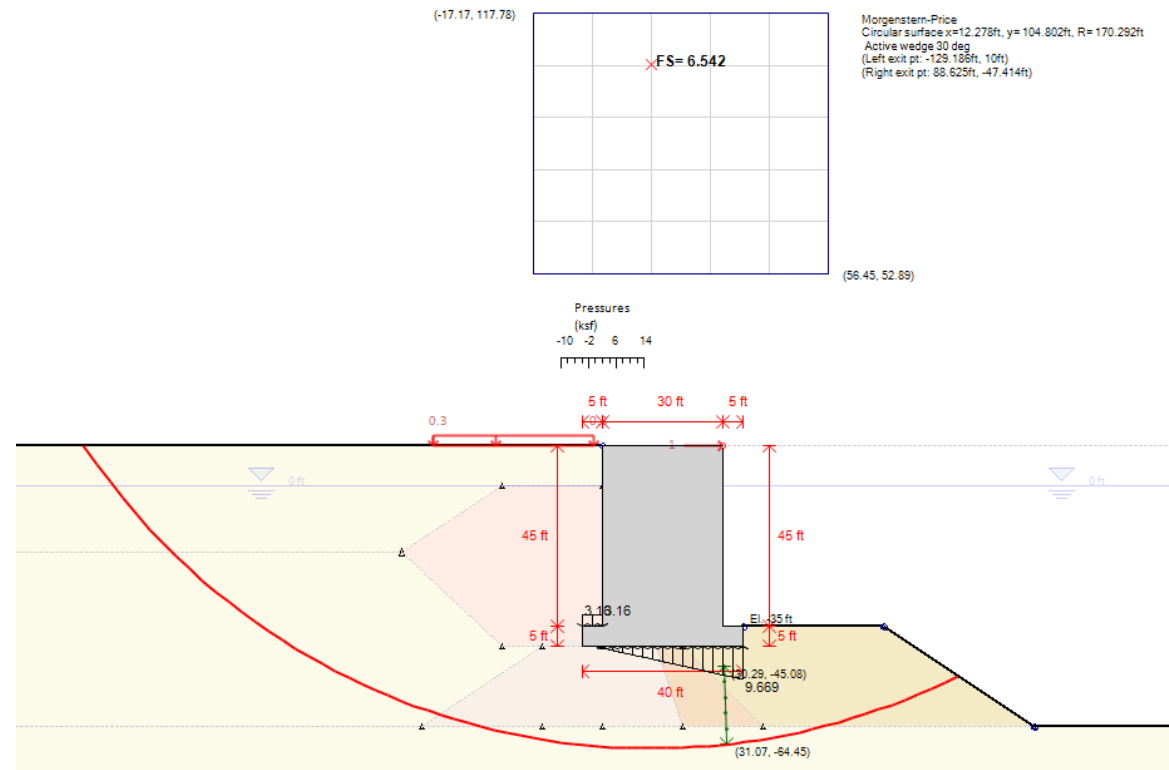 (-17.17, 117.78)
Morgenstern-Price
Circular surface x=12.278ft, y= 104.802ft, R= 170.292ft
Active wedge 30 deg
(Left exit pt: -129.186ft, 10ft)
(Right exit pt: 88.625ft, -47.414ft)
FS= 6.542
(56.45, 52.89)
Pressures
(ksf)
-10 -2 6 14
5 ft 30 ft 5 ft
0.3
1
0 ft
0 ft
45 ft
45 ft
3.16
3.16
El. -35 ft
5 ft
5 ft
(30.29, -45.08)
9.669
40 ft
(31.07, -64.45)